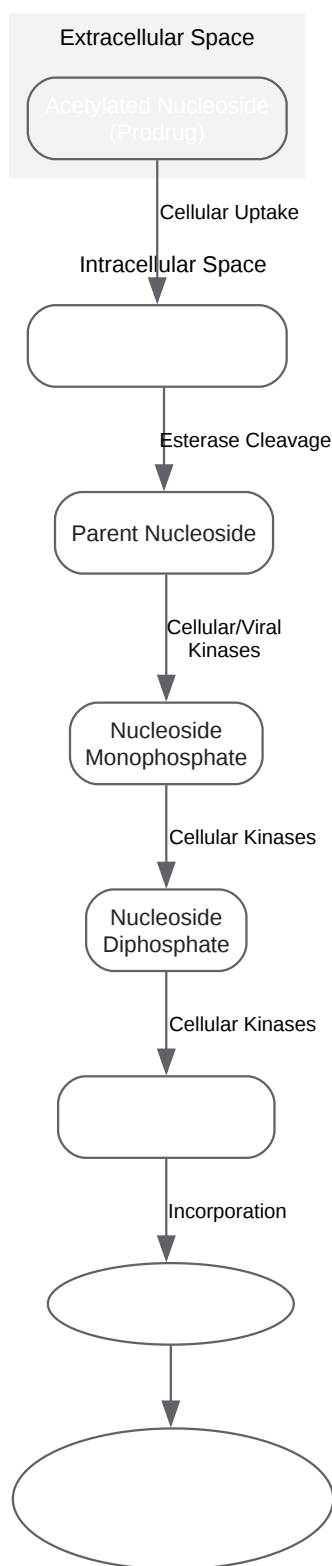 Extracellular Space
Acetylated Nucleoside
(Prodrug)
Cellular Uptake
Intracellular Space
Esterase Cleavage
Parent Nucleoside
Cellular/Viral
Kinases
Nucleoside
Monophosphate
Cellular Kinases
Nucleoside
Diphosphate
Cellular Kinases
Incorporation